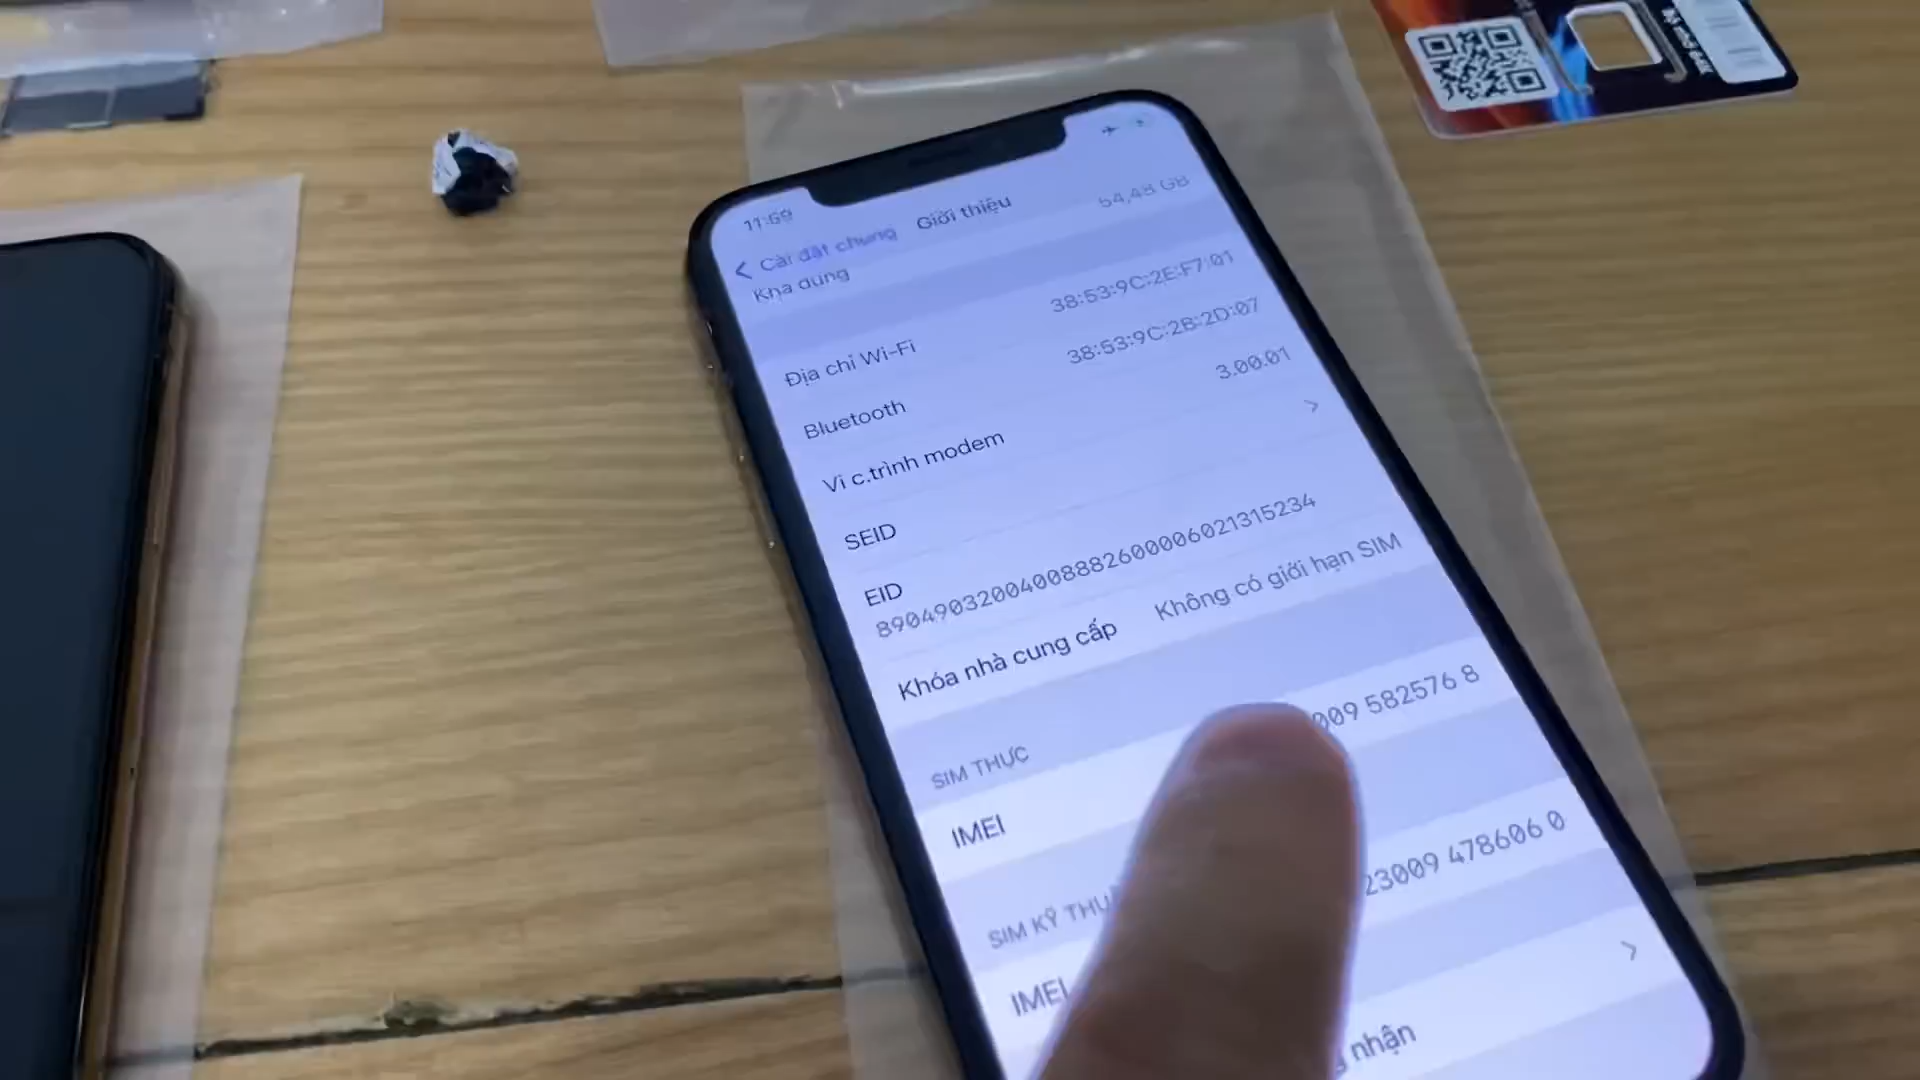 11:59
Cài đặt chung
Giới thiệu
Khả dụng 54,48 GB
Địa chỉ Wi-Fi 38:53:9C:2E:F7:01
Bluetooth 38:53:9C:2B:2D:07
Vi c.trình modem 3.00.01
SEID
EID
89049032004008882600006021315234
Khóa nhà cung cấp Không có giới hạn SIM
SIM THỰC
IMEI 009 582576 8
SIM KỸ THU
IMEI 23009 478606 0
nhận